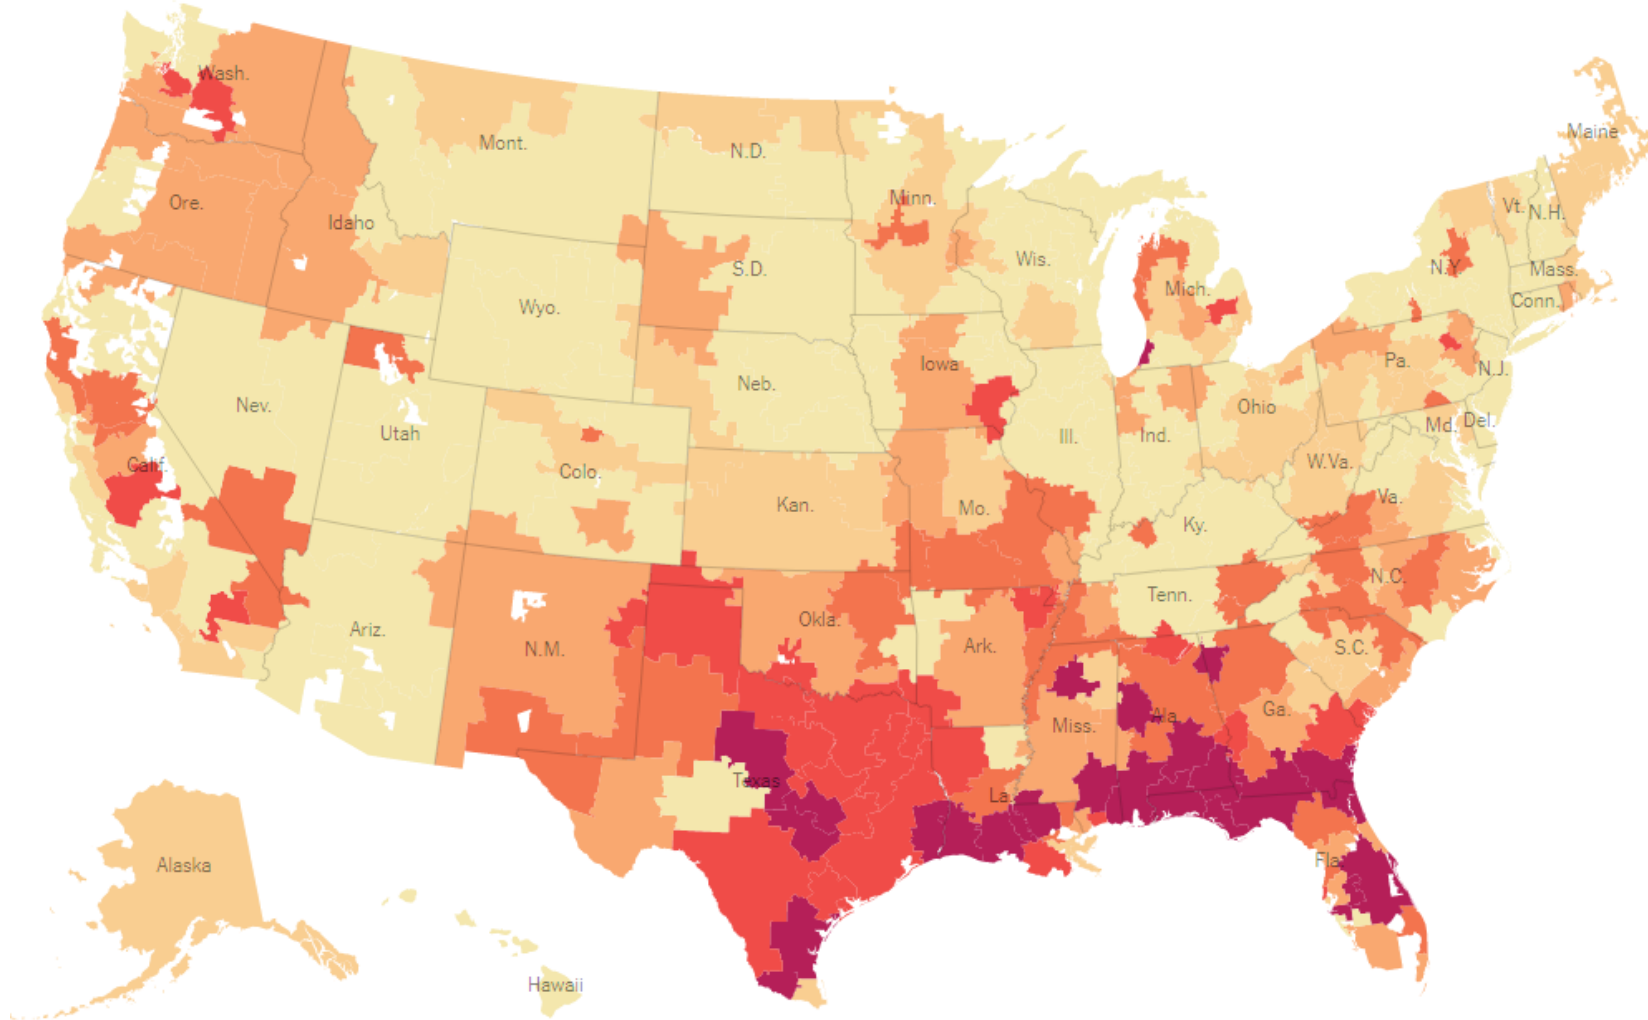 Wash.
Maine
Mont.
N.D.
Minn.
Ore.
Idaho
Vt.
N.H.
Wis.
S.D.
N.Y.
Mass.
Mich.
Conn.
Wyo.
Iowa
Pa.
N.J.
Neb.
Nev.
Ohio
Utah
Ill.
Ind.
Md.
Del.
Calif.
Colo.
W.Va.
Kan.
Mo.
Va.
Ky.
N.C.
Tenn.
Okla.
Ariz.
N.M.
Ark.
S.C.
Ga.
Ala.
Miss.
Texas
La.
Fla.
Alaska
Hawaii